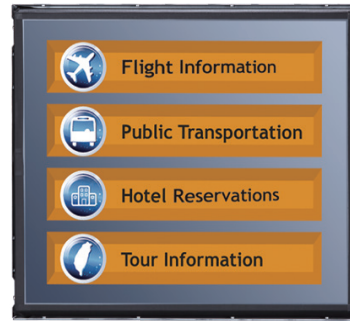 Flight Information
Public Transportation
Hotel Reservations
Tour Information